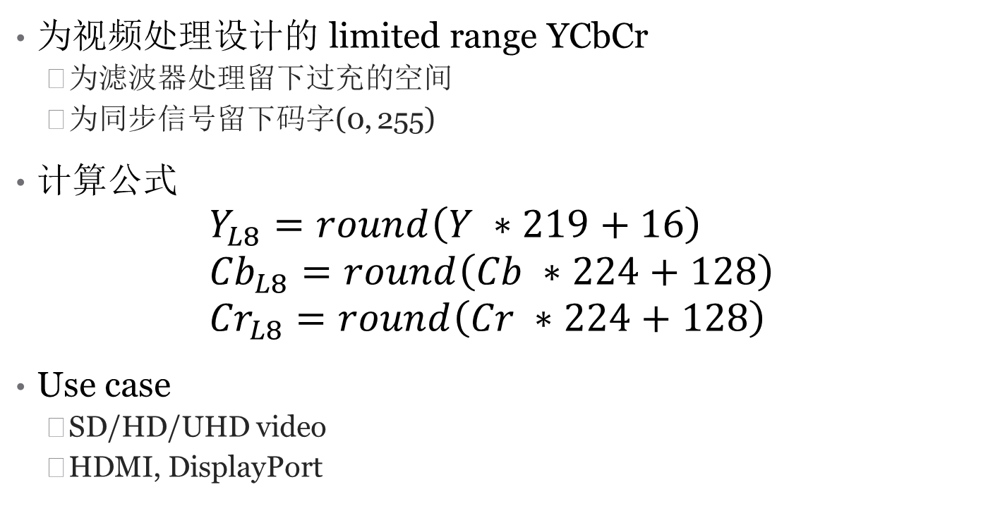 • 为视频处理设计的 limited range YCbCr
为滤波器处理留下过充的空间
为同步信号留下码字(0, 255)
• 计算公式
Y_{L8} = round(Y * 219 + 16)
Cb_{L8} = round(Cb * 224 + 128)
Cr_{L8} = round(Cr * 224 + 128)
• Use case
SD/HD/UHD video
HDMI, DisplayPort